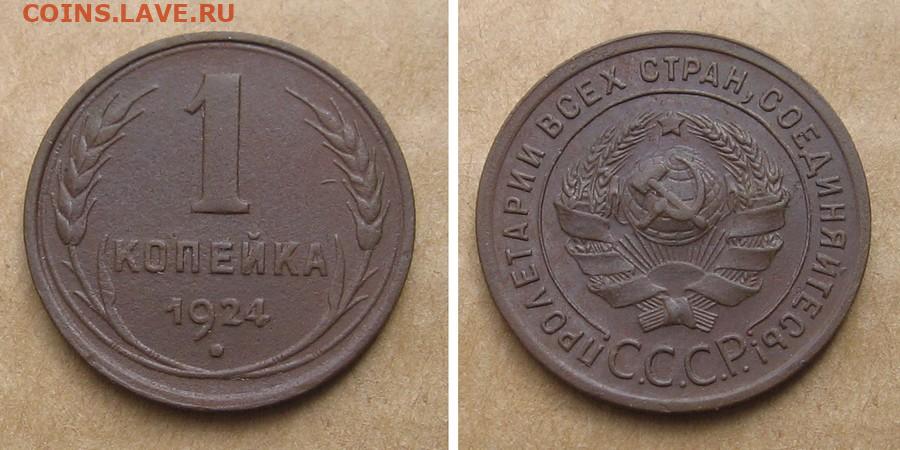 COINS.LAVE.RU
1
КОПЕЙКА
1924
ПРОЛЕТАРИИ ВСЕХ СТРАН, СОЕДИНЯЙТЕСЬ!
С.С.С.Р.